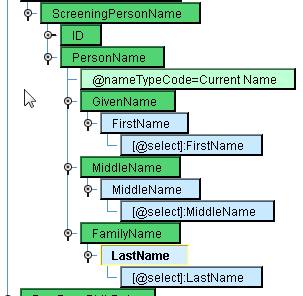 ScreeningPersonName
ID
PersonName
@nameTypeCode=Current Name
GivenName
FirstName
[@select]:FirstName
MiddleName
MiddleName
[@select]:MiddleName
FamilyName
LastName
[@select]:LastName